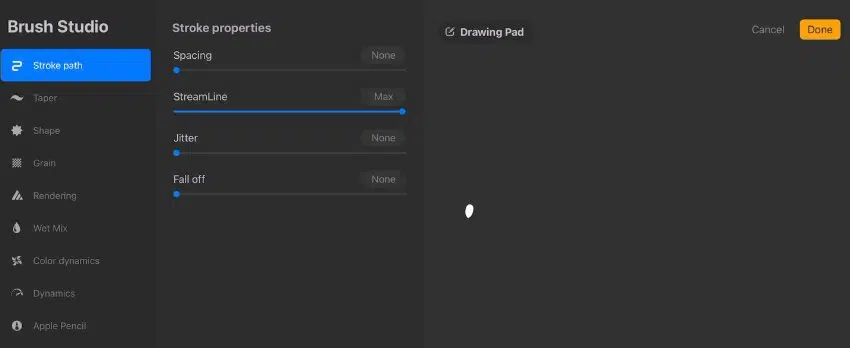 Brush Studio
Stroke path
Taper
Shape
Grain
Rendering
Wet Mix
Color dynamics
Dynamics
Apple Pencil
Stroke properties
Spacing None
StreamLine Max
Jitter None
Fall off None
Drawing Pad
Cancel Done